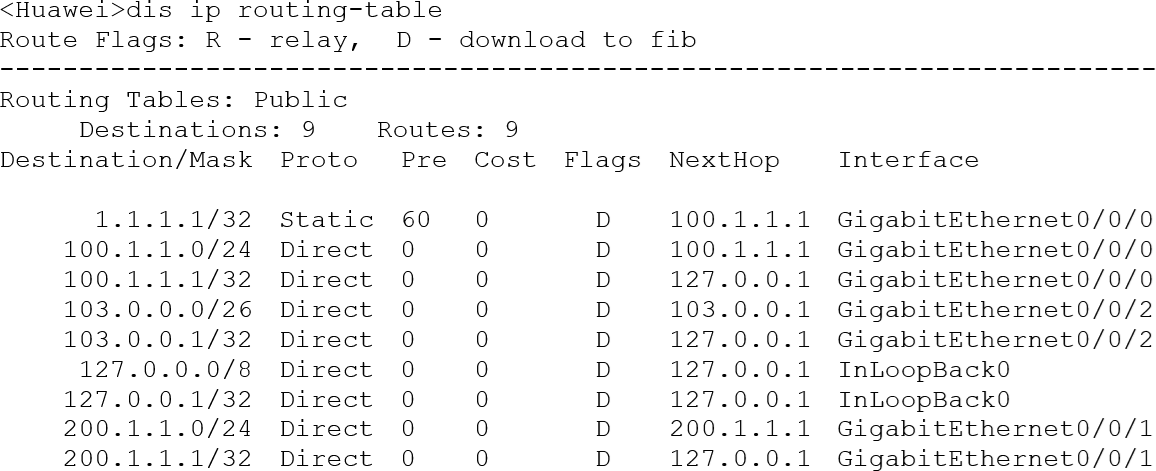 <Huawei>dis ip routing-table
Route Flags: R - relay,  D - download to fib
------------------------------------------------------------------------------
Routing Tables: Public
     Destinations: 9    Routes: 9
Destination/Mask  Proto  Pre  Cost  Flags  NextHop  Interface
1.1.1.1/32  Static  60  0  D  100.1.1.1  GigabitEthernet0/0/0
100.1.1.0/24  Direct  0  0  D  100.1.1.1  GigabitEthernet0/0/0
100.1.1.1/32  Direct  0  0  D  127.0.0.1  GigabitEthernet0/0/0
103.0.0.0/26  Direct  0  0  D  103.0.0.1  GigabitEthernet0/0/2
103.0.0.1/32  Direct  0  0  D  127.0.0.1  GigabitEthernet0/0/2
127.0.0.0/8  Direct  0  0  D  127.0.0.1  InLoopBack0
127.0.0.1/32  Direct  0  0  D  127.0.0.1  InLoopBack0
200.1.1.0/24  Direct  0  0  D  200.1.1.1  GigabitEthernet0/0/1
200.1.1.1/32  Direct  0  0  D  127.0.0.1  GigabitEthernet0/0/1